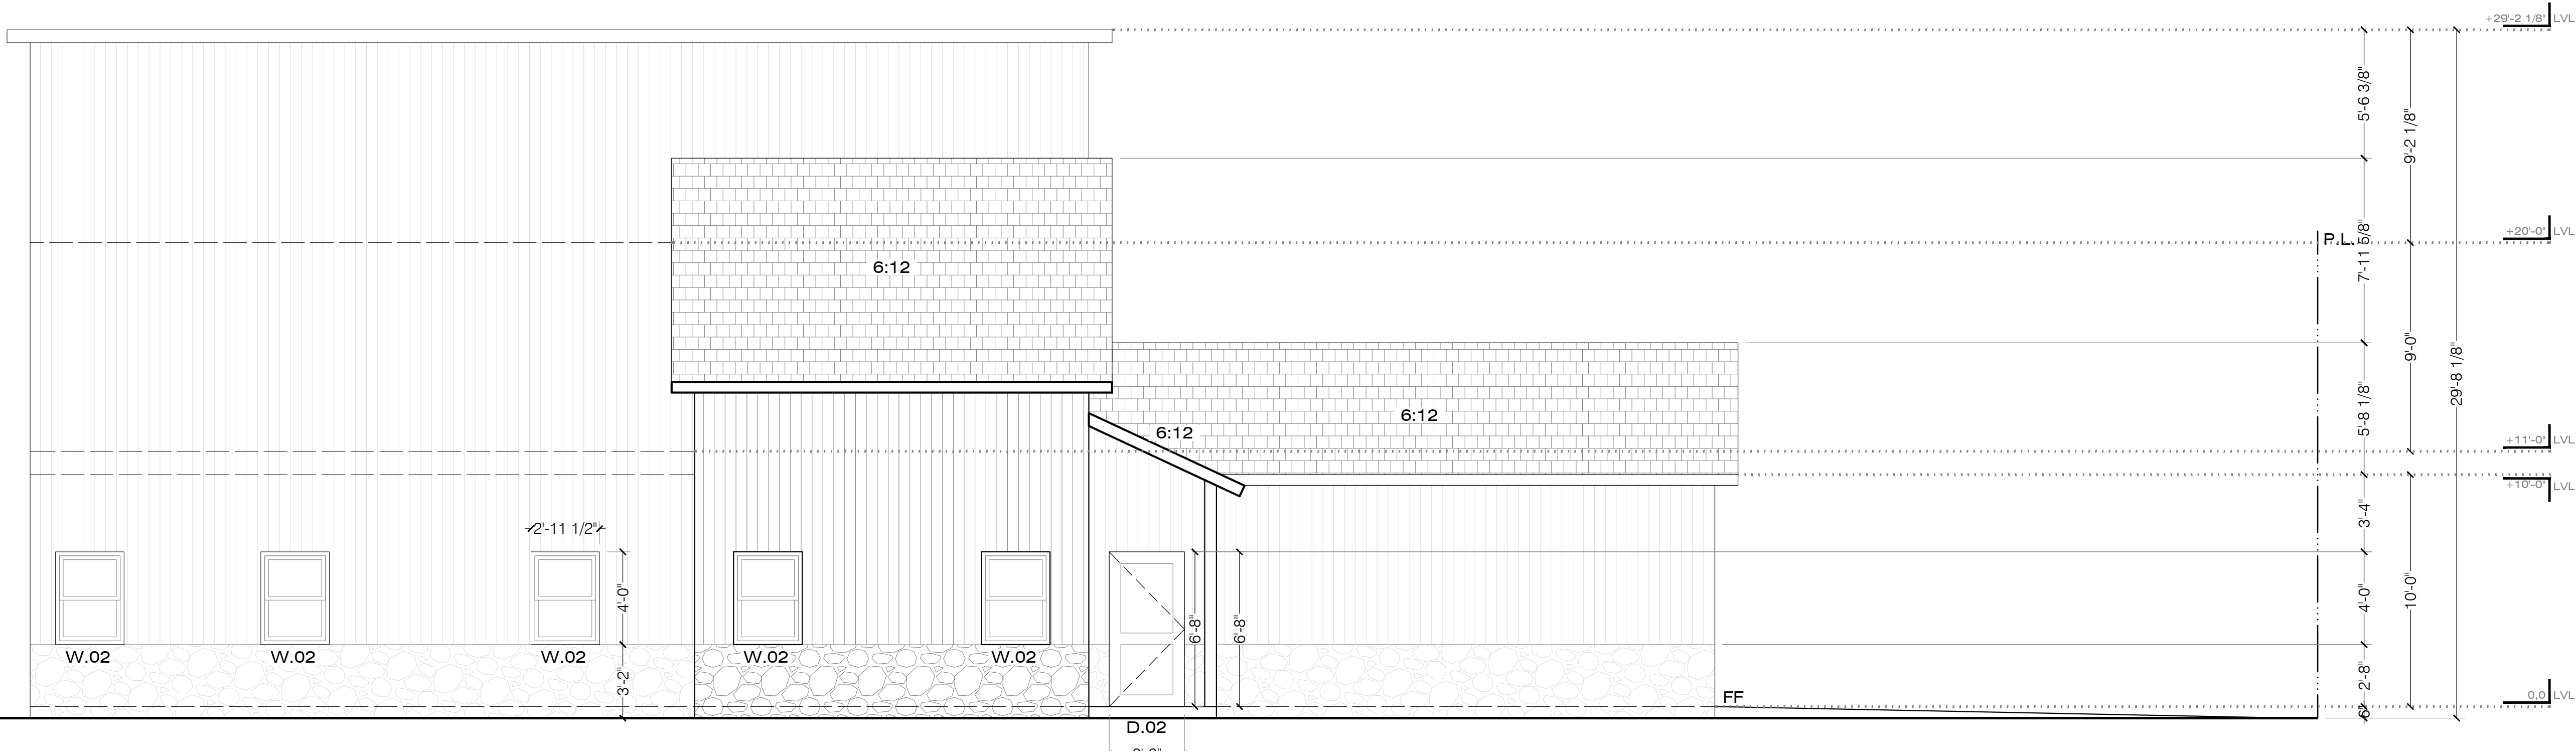 +29'-2 1/8" LVL
5'-6 3/8"
9'-2 1/8"
+20'-0" LVL
P.L.
7'-11 5/8"
6:12
9'-0"
29'-8 1/8"
6:12
5'-8 1/8"
6:12
+11'-0" LVL
+10'-0" LVL
3'-4"
2'-11 1/2"
4'-0"
6'-8"
6'-8"
4'-0"
10'-0"
W.02
W.02
W.02
W.02
W.02
3'-2"
2'-8"
FF
0,0 LVL
6"
D.02